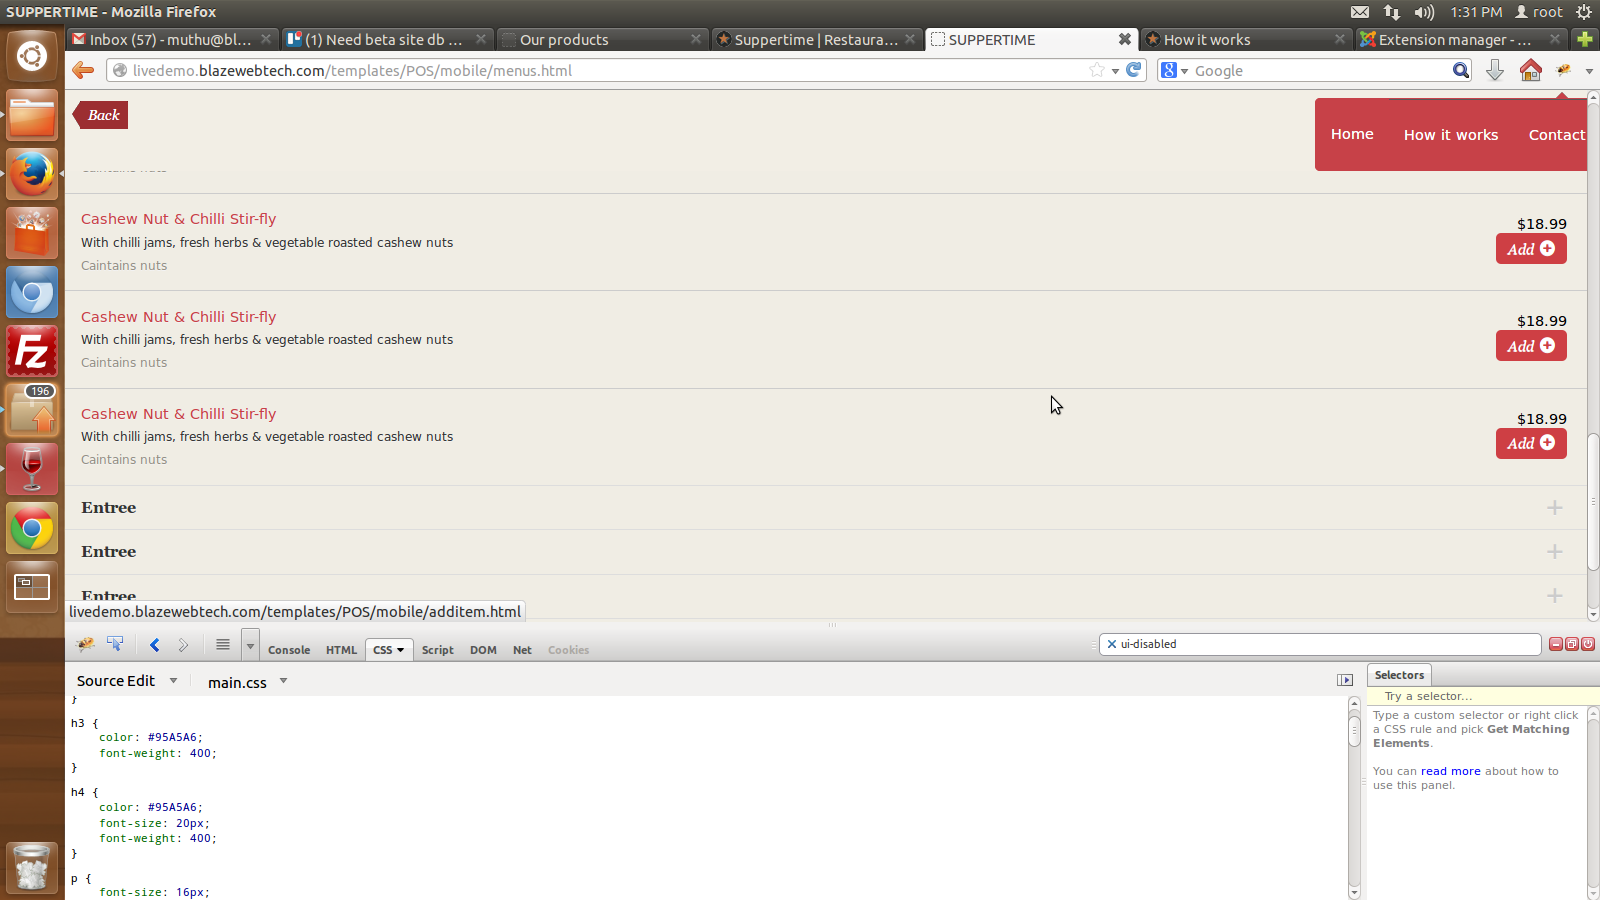 SUPPERTIME - Mozilla Firefox
1:31 PM root
Inbox (57) - muthu@bl...
(1) Need beta site db ...
Our products
Suppertime | Restaura...
SUPPERTIME
How it works
Extension manager - ...
livedemo.blazewebtech.com/templates/POS/mobile/menus.html
8 Google
Back
Home How it works Contact
Caintains nuts
Cashew Nut & Chilli Stir-fly
With chilli jams, fresh herbs & vegetable roasted cashew nuts
Caintains nuts
$18.99
Add
Cashew Nut & Chilli Stir-fly
With chilli jams, fresh herbs & vegetable roasted cashew nuts
Caintains nuts
$18.99
Add
Cashew Nut & Chilli Stir-fly
With chilli jams, fresh herbs & vegetable roasted cashew nuts
Caintains nuts
$18.99
Add
Entree
Entree
Entree
livedemo.blazewebtech.com/templates/POS/mobile/additem.html
Fz
196
Console HTML CSS Script DOM Net Cookies
ui-disabled
Source Edit main.css
}
h3 {
color: #95A5A6;
font-weight: 400;
}
h4 {
color: #95A5A6;
font-size: 20px;
font-weight: 400;
}
p {
font-size: 16px;
Selectors
Try a selector...
Type a custom selector or right click
a CSS rule and pick Get Matching
Elements.
You can read more about how to
use this panel.